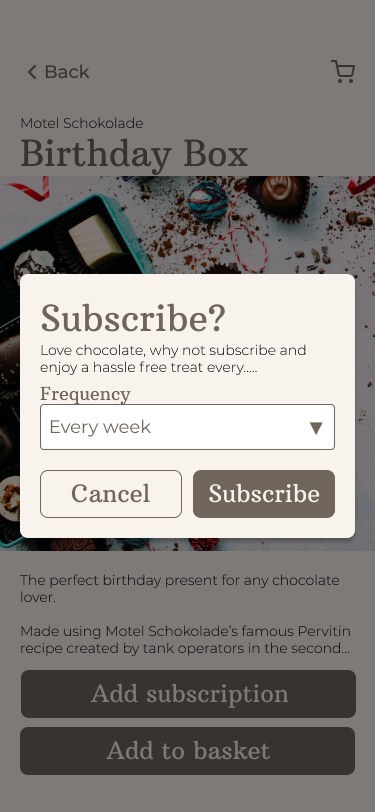 Back
Motel Schokolade
Birthday Box
Subscribe?
Love chocolate, why not subscribe and
enjoy a hassle free treat every.....
Frequency
Every week
Cancel
Subscribe
The perfect birthday present for any chocolate
lover.
Made using Motel Schokolade’s famous Pervitin
recipe created by tank operators in the second...
Add subscription
Add to basket